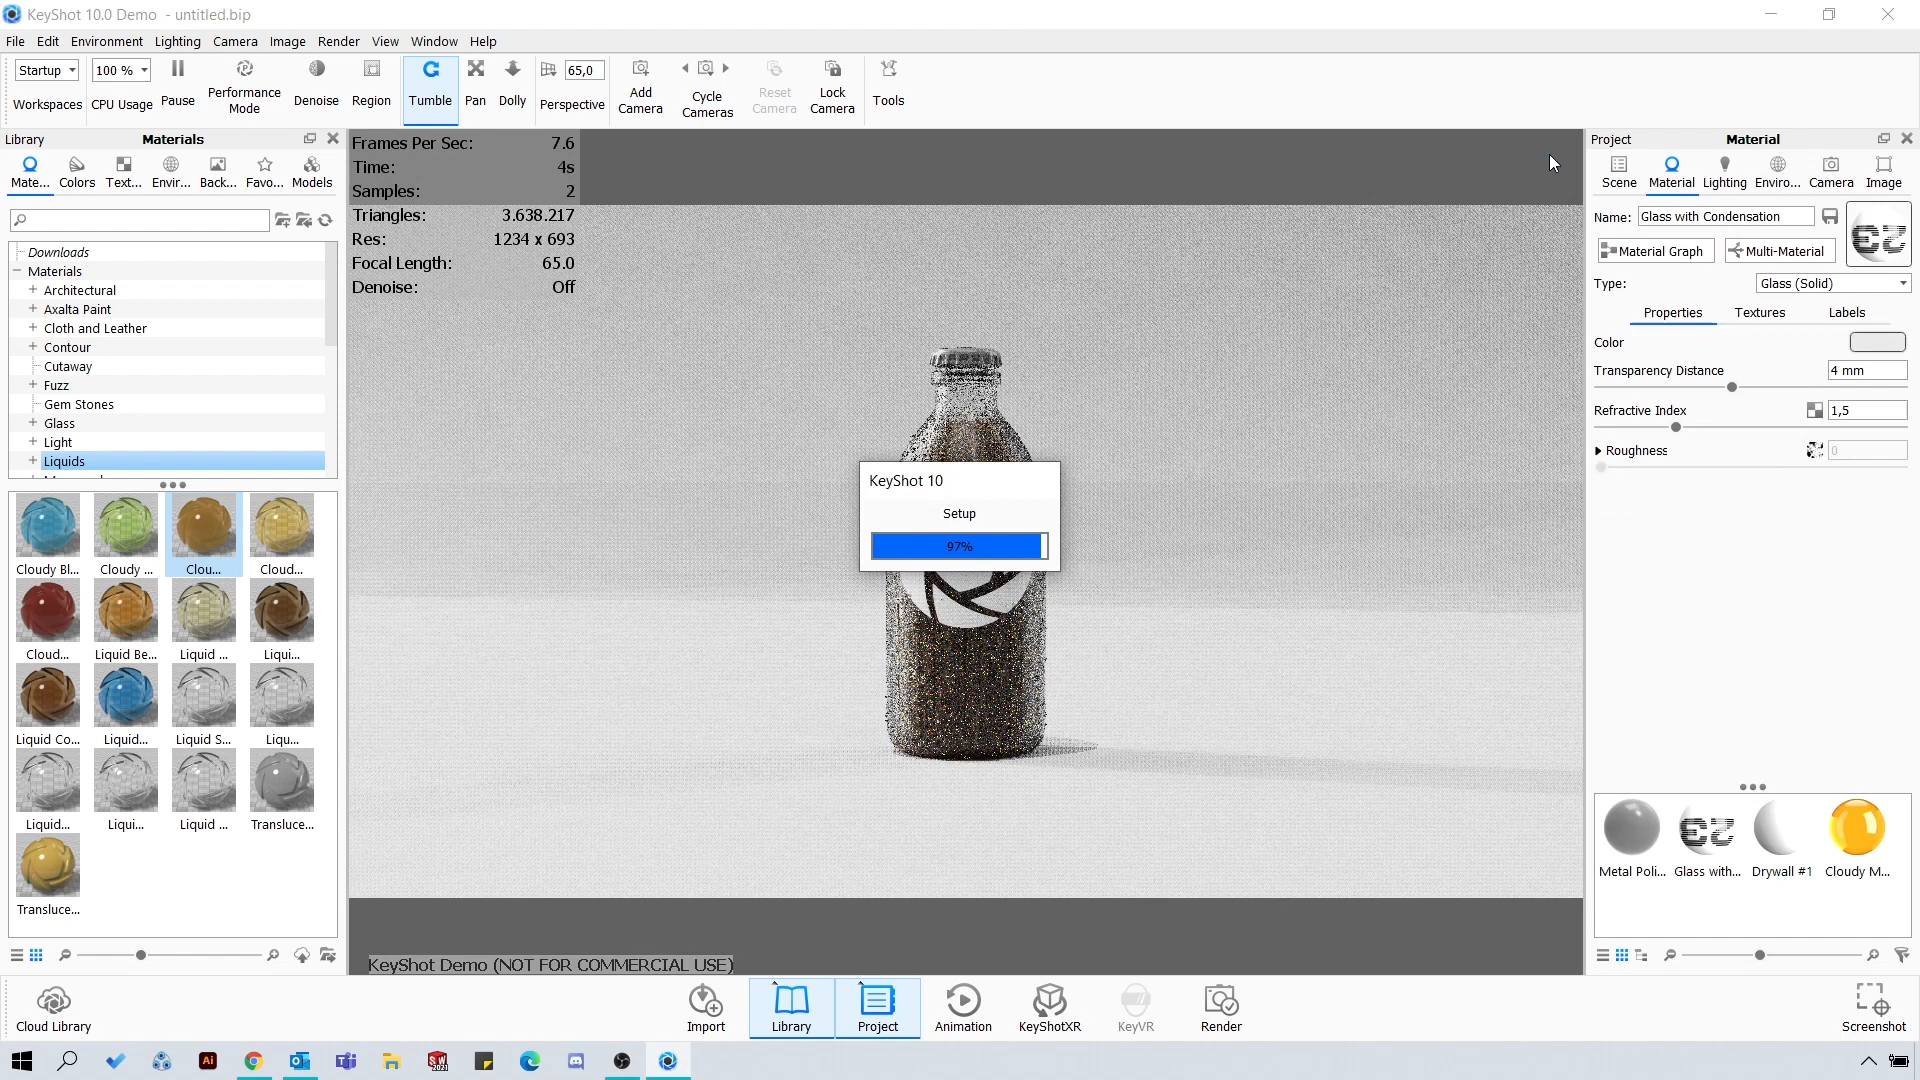 KeyShot 10.0 Demo - untitled.bip
File Edit Environment Lighting Camera Image Render View Window Help
Startup
Workspaces
100 %
CPU Usage
Pause
Performance
Mode
Denoise
Region
Tumble
Pan
Dolly
65,0
Perspective
Add
Camera
Cycle
Cameras
Reset
Camera
Lock
Camera
Tools
Library
Materials
Mate...
Colors
Text...
Envir...
Back...
Favo...
Models
Downloads
Materials
Architectural
Axalta Paint
Cloth and Leather
Contour
Cutaway
Fuzz
Gem Stones
Glass
Light
Liquids
Cloudy Bl...
Cloudy ...
Clou...
Cloud...
Cloud...
Liquid Be...
Liquid ...
Liqui...
Liquid Co...
Liquid...
Liquid S...
Liqu...
Liquid...
Liqui...
Liquid ...
Transluce...
Transluce...
Frames Per Sec: 7.6
Time: 4s
Samples: 2
Triangles: 3.638.217
Res: 1234 x 693
Focal Length: 65.0
Denoise: Off
KeyShot 10
Setup
97%
KeyShot Demo (NOT FOR COMMERCIAL USE)
Project
Material
Scene
Material
Lighting
Enviro...
Camera
Image
Name: Glass with Condensation
Material Graph
Multi-Material
Type: Glass (Solid)
Properties
Textures
Labels
Color
Transparency Distance 4 mm
Refractive Index 1,5
Roughness 0
Metal Poli...
Glass with...
Drywall #1
Cloudy M...
Cloud Library
Import
Library
Project
Animation
KeyShotXR
KeyVR
Render
Screenshot